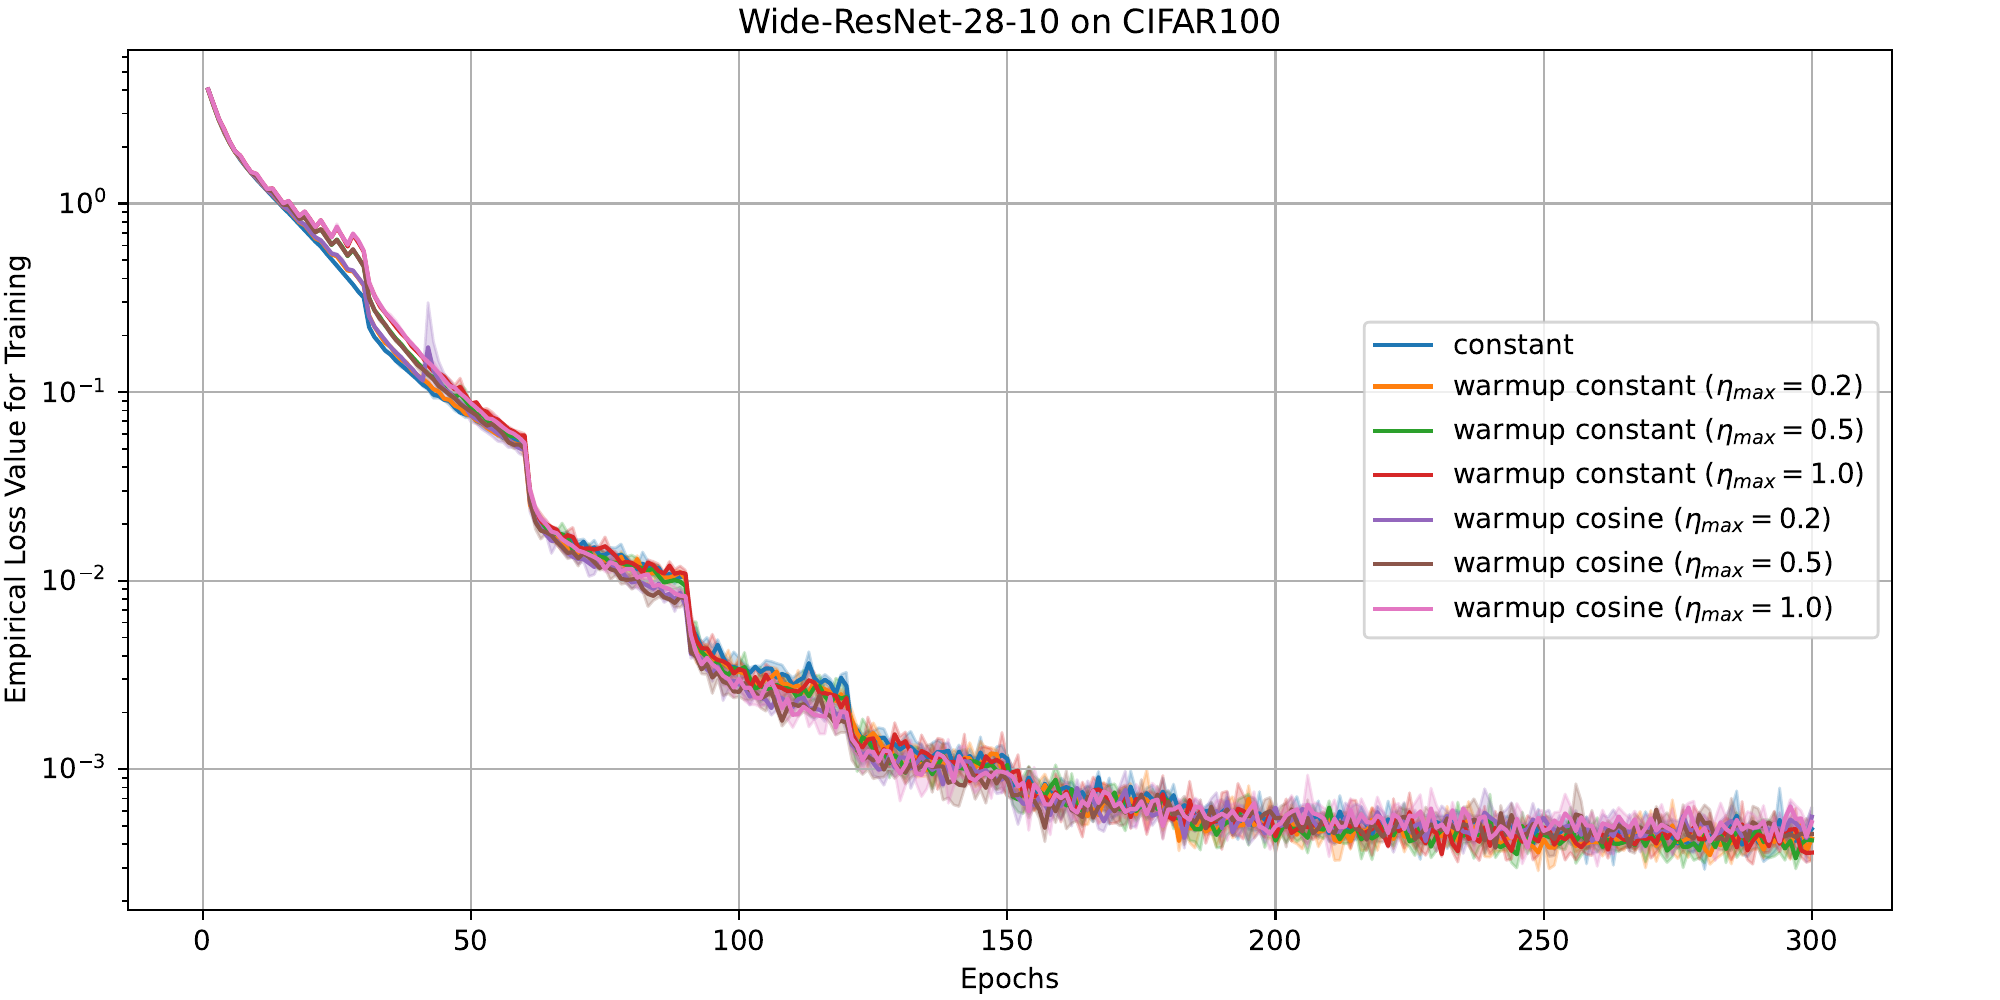 Wide-ResNet-28-10 on CIFAR100
Empirical Loss Value for Training
10⁰
10⁻¹
10⁻²
10⁻³
constant
warmup constant (η_max = 0.2)
warmup constant (η_max = 0.5)
warmup constant (η_max = 1.0)
warmup cosine (η_max = 0.2)
warmup cosine (η_max = 0.5)
warmup cosine (η_max = 1.0)
0 50 100 150 200 250 300
Epochs